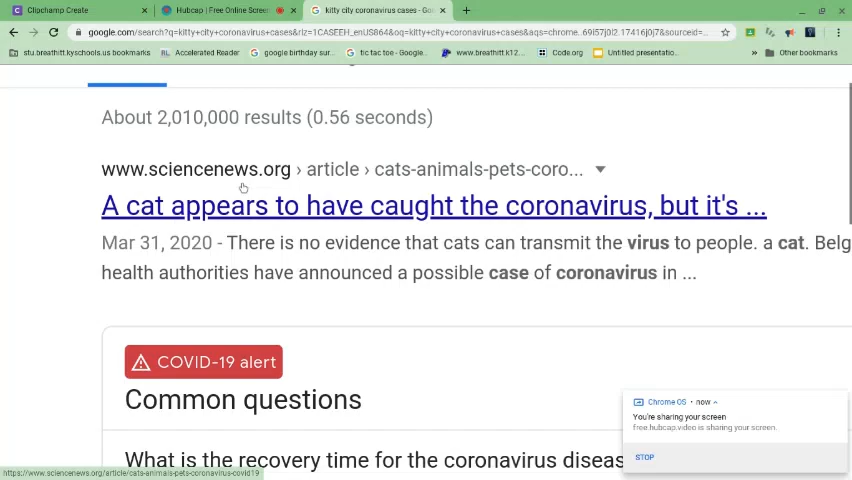 Clipchamp Create
Hubcap | Free Online Screen
kitty city coronavirus cases - Go
google.com/search?q=kitty+city+coronavirus+cases&rlz=1CASEEH_enUS864&oq=kitty+city+coronavirus+cases&aqs=chrome..69i57j0l2.17416j0j7&sourceid=...
stu.breathitt.kyschools.us bookmarks
Accelerated Reader
google birthday sur...
tic tac toe - Google...
www.breathitt.k12...
Code.org
Untitled presentatio...
» Other bookmarks
About 2,010,000 results (0.56 seconds)
www.sciencenews.org › article › cats-animals-pets-coro...
A cat appears to have caught the coronavirus, but it's ...
Mar 31, 2020 - There is no evidence that cats can transmit the virus to people. a cat. Belg
health authorities have announced a possible case of coronavirus in ...
COVID-19 alert
Common questions
What is the recovery time for the coronavirus diseas
Chrome OS • now
You're sharing your screen
free.hubcap.video is sharing your screen.
STOP
https://www.sciencenews.org/article/cats-animals-pets-coronavirus-covid19